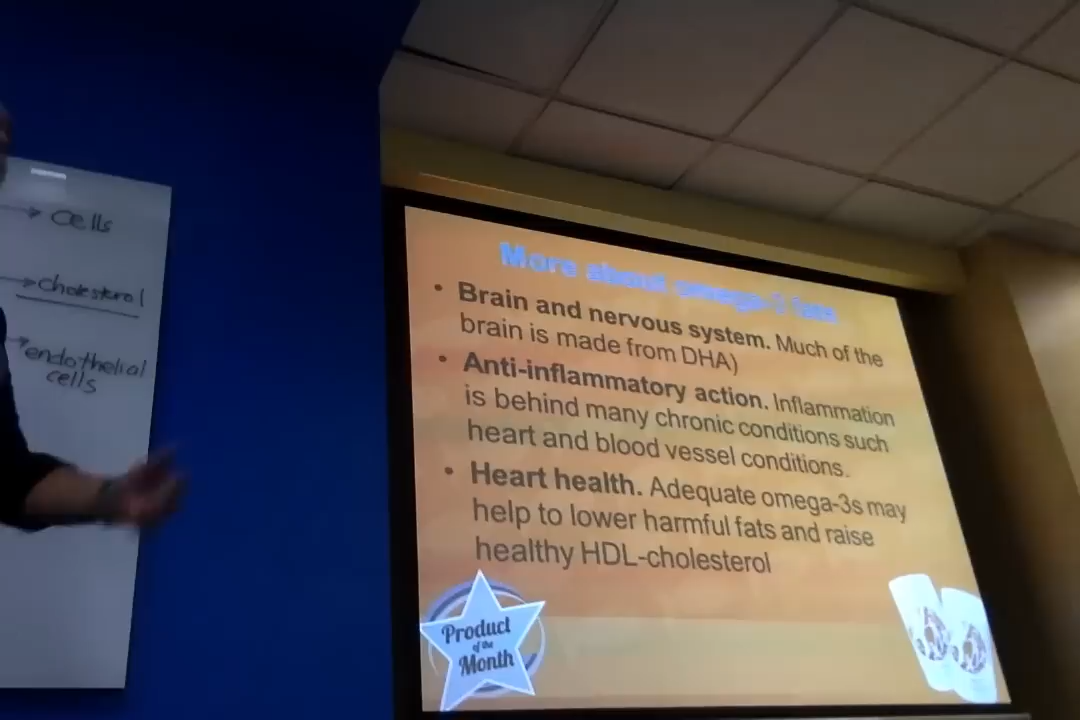 cells
cholesterol
endothelial
cells
More about omega-3 fats
Brain and nervous system. Much of the
brain is made from DHA)
Anti-inflammatory action. Inflammation
is behind many chronic conditions such
heart and blood vessel conditions.
Heart health. Adequate omega-3s may
help to lower harmful fats and raise
healthy HDL-cholesterol
Product
of the
Month